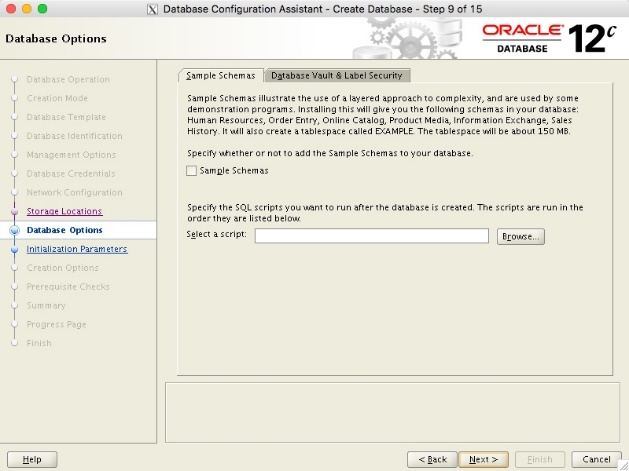 Database Configuration Assistant - Create Database - Step 9 of 15
Database Options
ORACLE
DATABASE
12c
Database Operation
Creation Mode
Database Template
Database Identification
Management Options
Database Credentials
Network Configuration
Storage Locations
Database Options
Initialization Parameters
Creation Options
Prerequisite Checks
Summary
Progress Page
Finish
Sample Schemas
Database Vault & Label Security
Sample Schemas illustrate the use of a layered approach to complexity, and are used by some
demonstration programs. Installing this will give you the following schemas in your database:
Human Resources, Order Entry, Online Catalog, Product Media, Information Exchange, Sales
History. It will also create a tablespace called EXAMPLE. The tablespace will be about 150 MB.
Specify whether or not to add the Sample Schemas to your database.
Sample Schemas
Specify the SQL scripts you want to run after the database is created. The scripts are run in the
order they are listed below.
Select a script:
Browse...
Help
< Back
Next >
Finish
Cancel